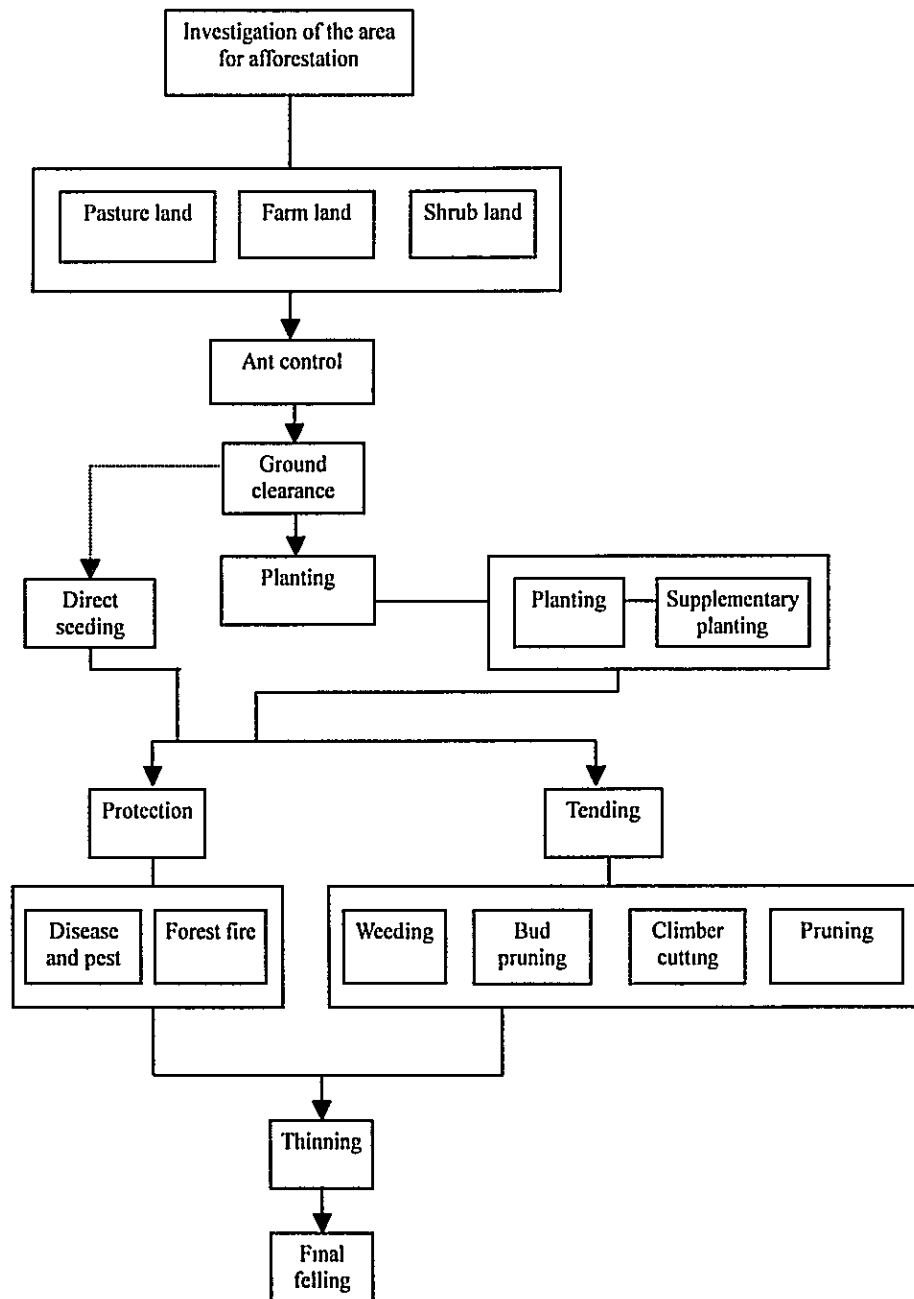 Investigation of the area
for afforestation
Pasture land
Farm land
Shrub land
Ant control
Ground
clearance
Direct
seeding
Planting
Planting
Supplementary
planting
Protection
Tending
Disease
and pest
Forest fire
Weeding
Bud
pruning
Climber
cutting
Pruning
Thinning
Final
felling